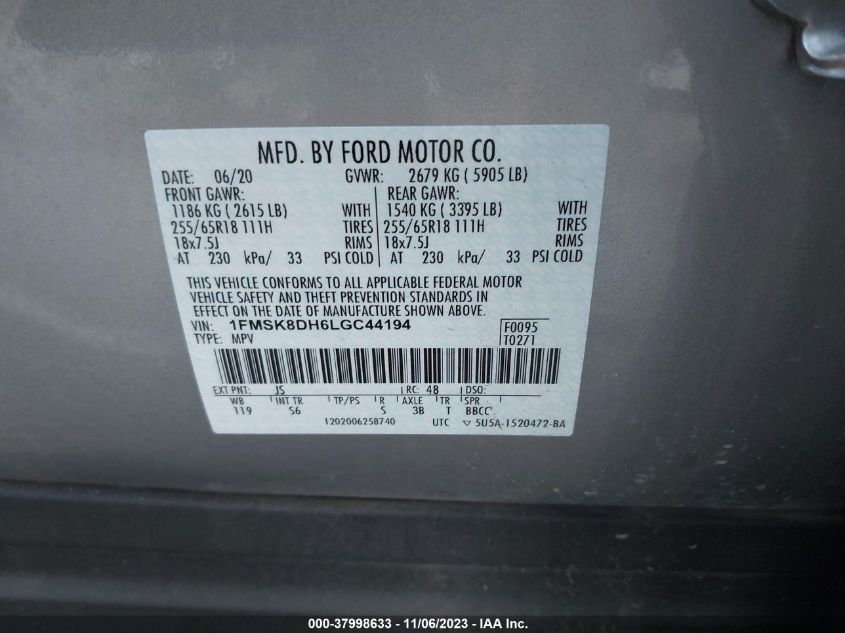 MFD. BY FORD MOTOR CO.
DATE: 06/20 GVWR: 2679 KG ( 5905 LB)
FRONT GAWR: REAR GAWR:
1186 KG ( 2615 LB) WITH 1540 KG ( 3395 LB) WITH
255/65R18 111H TIRES 255/65R18 111H TIRES
18x7.5J RIMS 18x7.5J RIMS
AT 230 kPa/ 33 PSI COLD AT 230 kPa/ 33 PSI COLD
THIS VEHICLE CONFORMS TO ALL APPLICABLE FEDERAL MOTOR
VEHICLE SAFETY AND THEFT PREVENTION STANDARDS IN
EFFECT ON THE DATE OF MANUFACTURE SHOWN ABOVE.
VIN: 1FMSK8DH6LGC44194 F0095
TYPE: MPV T0271
EXT PNT: JS RC: 48 DSO:
WB INT TR TP/PS R AXLE TR SPR
119 S6 S 3B T BBCC
1202006258740 UTC ▽ 5U5A-1520472-BA
000-37998633 - 11/06/2023 - IAA Inc.